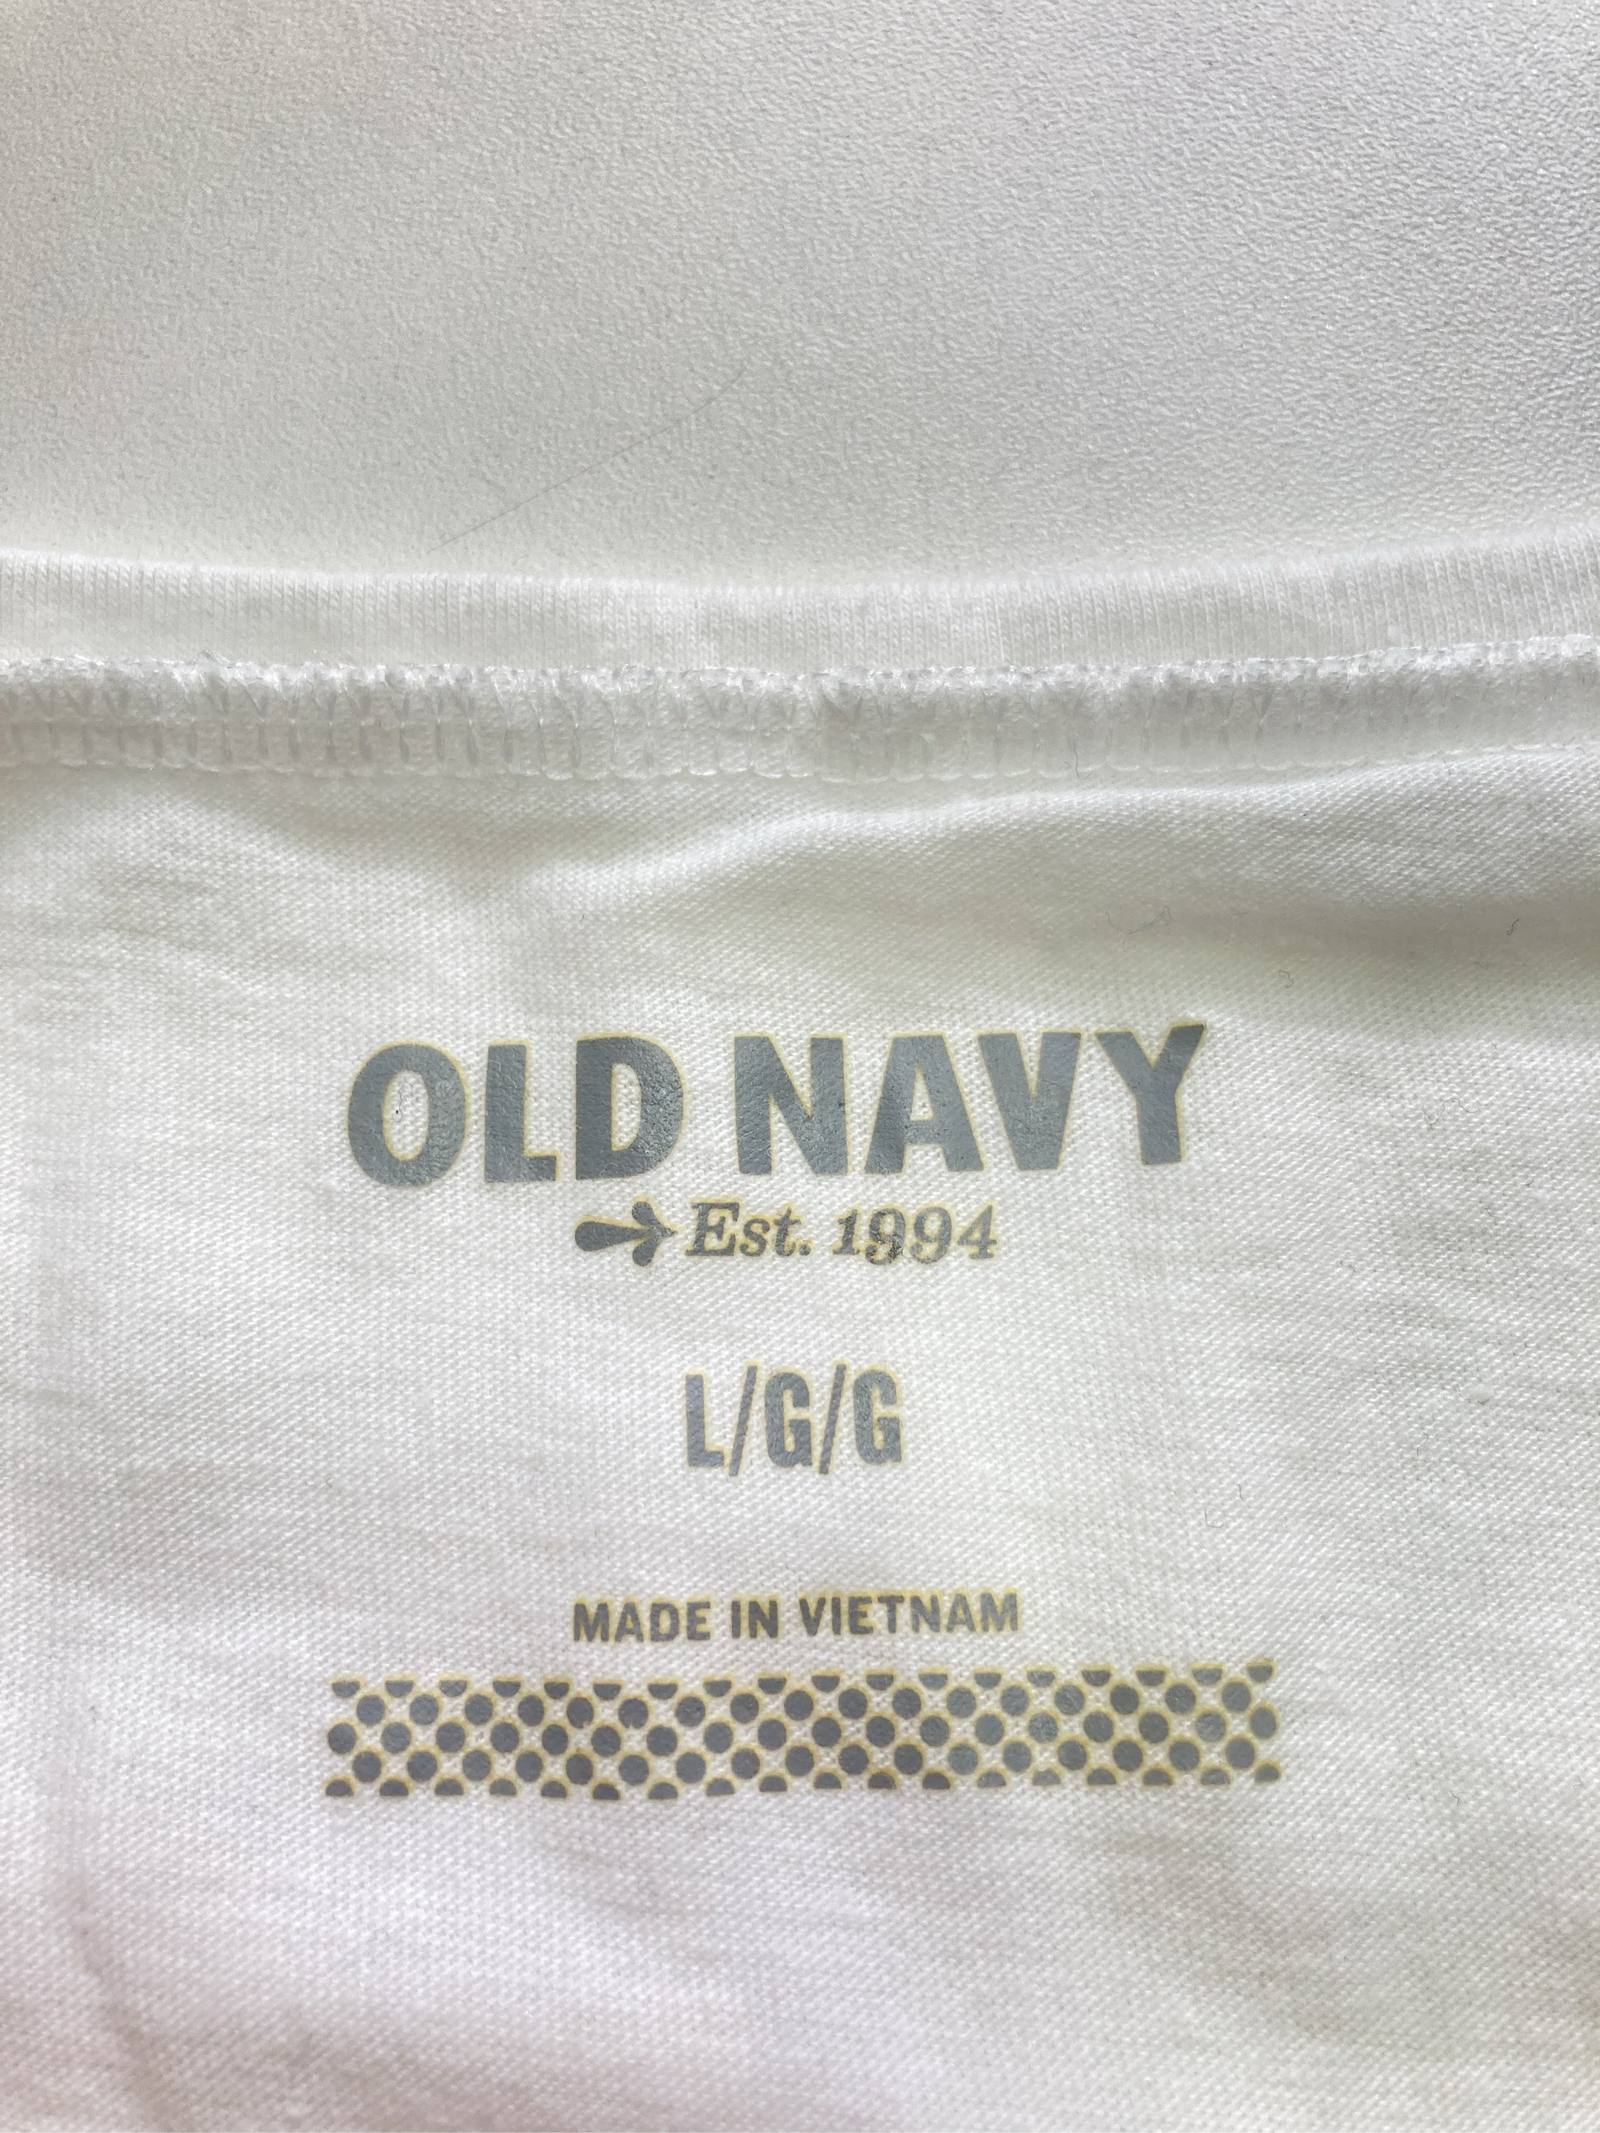 OLD NAVY
Est. 1994
L/G/G
MADE IN VIETNAM